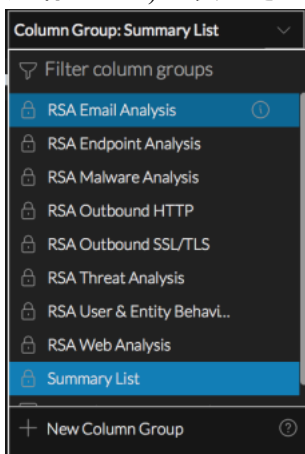 Column Group: Summary List
Filter column groups
RSA Email Analysis
RSA Endpoint Analysis
RSA Malware Analysis
RSA Outbound HTTP
RSA Outbound SSL/TLS
RSA Threat Analysis
RSA User & Entity Behavi...
RSA Web Analysis
Summary List
New Column Group